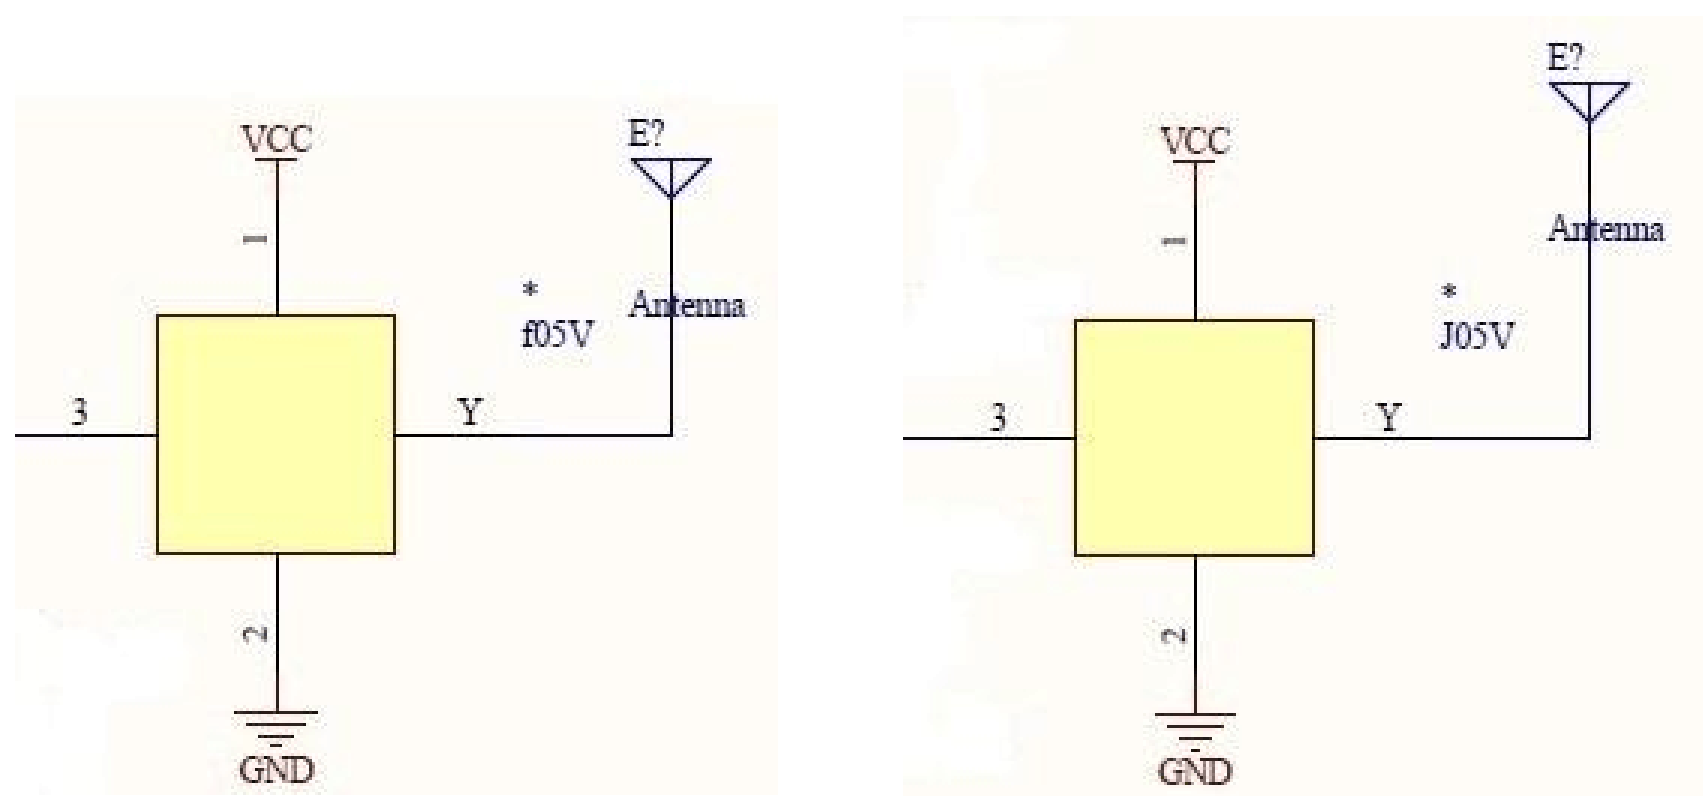 VCC
E?
1
*
f05V
Antenna
3
Y
2
GND
E?
VCC
1
Antenna
*
J05V
3
Y
2
GND